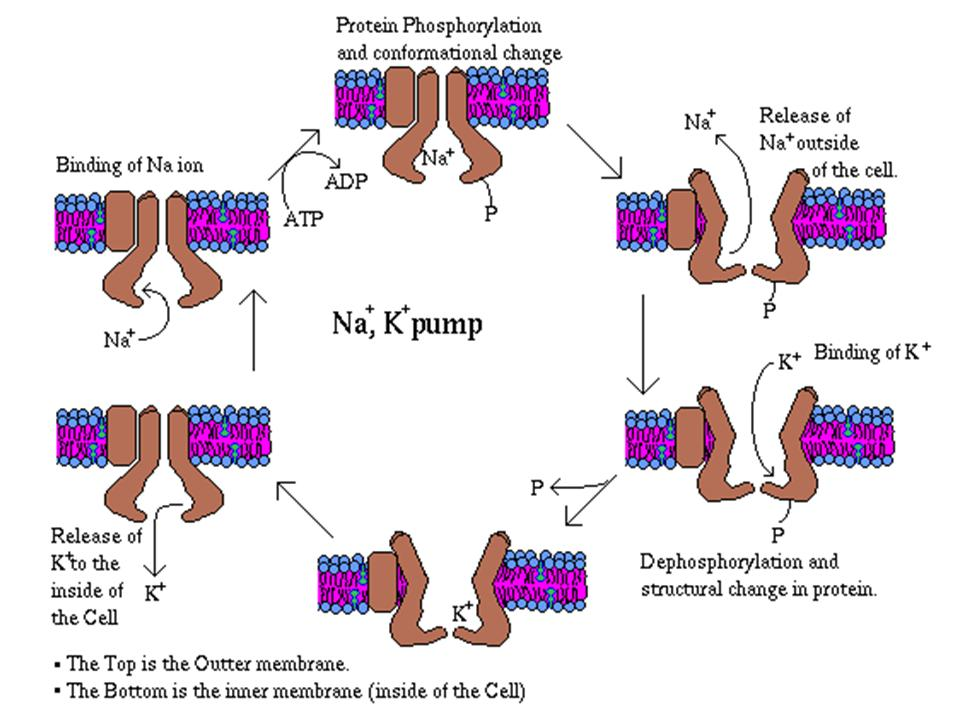 Protein Phosphorylation
and conformational change
Na⁺
P
Binding of Na ion
ATP
ADP
Na⁺
Na⁺
Release of
Na⁺outside
of the cell.
P
Na⁺, K⁺pump
K⁺
Binding of K⁺
P
Dephosphorylation and
structural change in protein.
P
K⁺
Release of
K⁺to the
inside of
the Cell
K⁺
▪ The Top is the Outter membrane.
▪ The Bottom is the inner membrane (inside of the Cell)